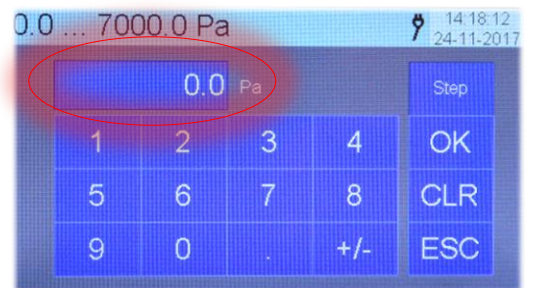 0.0 ... 7000.0 Pa
14:18:12
24-11-2017
0.0 Pa Step
1 2 3 4 OK
5 6 7 8 CLR
9 0 . +/- ESC